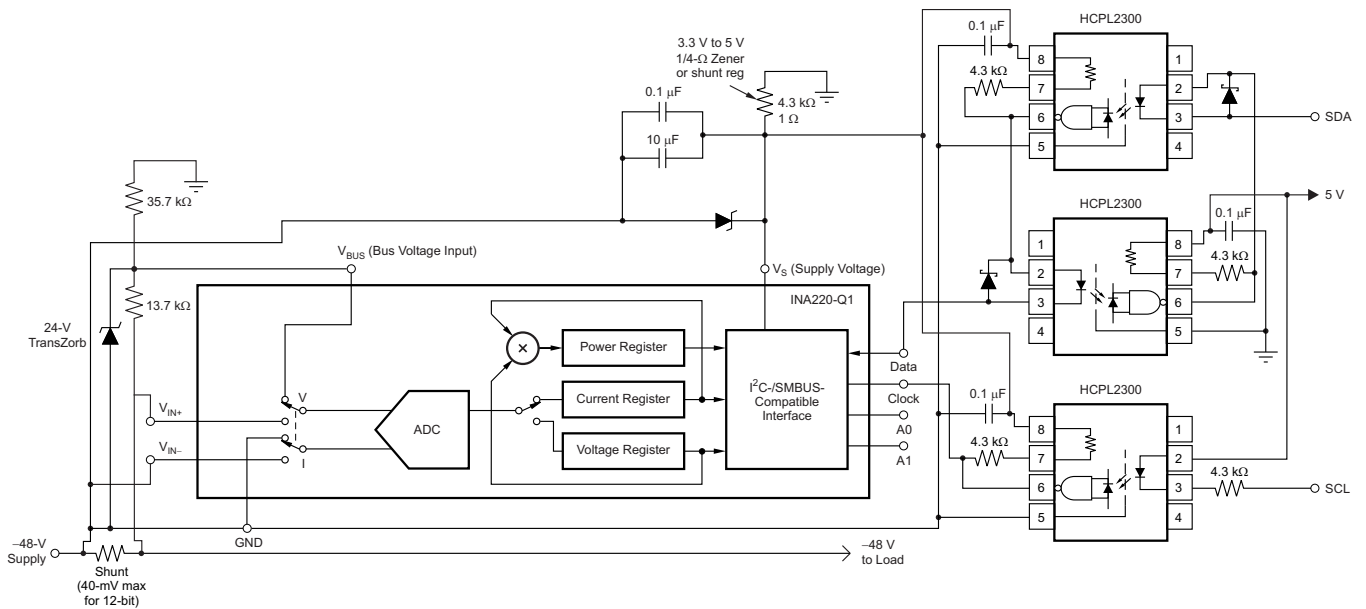 HCPL2300
0.1 μF
3.3 V to 5 V
1/4-Ω Zener
or shunt reg
8
1
4.3 kΩ
7
2
0.1 μF
4.3 kΩ
1 Ω
6
3
SDA
10 μF
5
4
35.7 kΩ
HCPL2300
5 V
0.1 μF
VBUS (Bus Voltage Input)
1
8
VS (Supply Voltage)
4.3 kΩ
2
7
13.7 kΩ
INA220-Q1
3
6
24-V
TransZorb
4
5
×
Power Register
Data
HCPL2300
I2C-/SMBUS-
Compatible
Interface
VIN+
V
ADC
Current Register
Clock
0.1 μF
A0
8
1
VIN–
I
Voltage Register
A1
4.3 kΩ
7
2
4.3 kΩ
6
3
SCL
5
4
GND
–48-V
Supply
–48 V
to Load
Shunt
(40-mV max
for 12-bit)